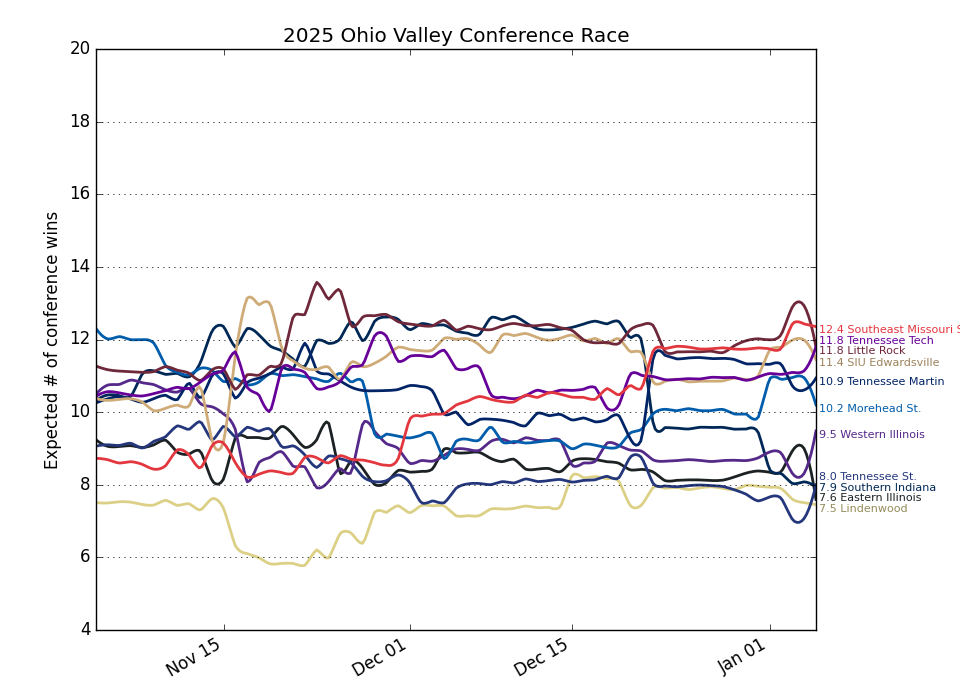 2025 Ohio Valley Conference Race
Expected # of conference wins
20
18
16
14
12
10
8
6
4
Nov 15
Dec 01
Dec 15
Jan 01
12.4 Southeast Missouri S
11.8 Tennessee Tech
11.8 Little Rock
11.4 SIU Edwardsville
10.9 Tennessee Martin
10.2 Morehead St.
9.5 Western Illinois
8.0 Tennessee St.
7.9 Southern Indiana
7.6 Eastern Illinois
7.5 Lindenwood